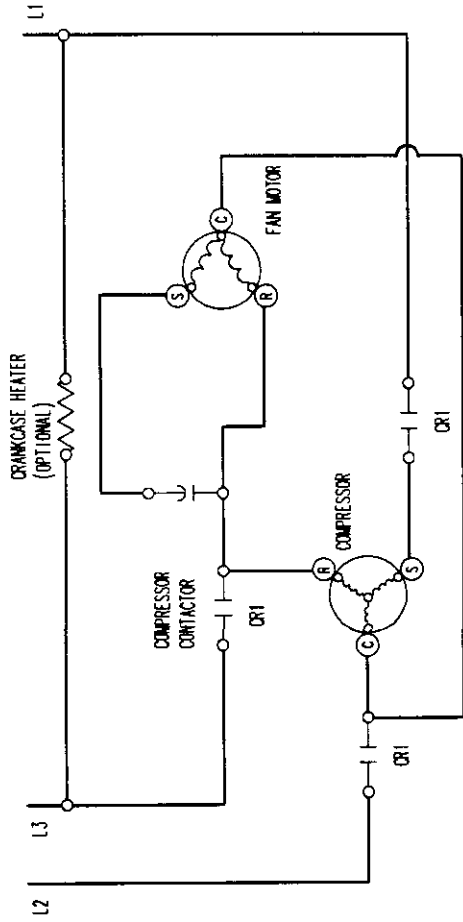 L1
CRANKCASE HEATER
(OPTIONAL)
S
C
R
FAN MOTOR
COMPRESSOR
CONTACTOR
CR1
R
COMPRESSOR
S
C
CR1
CR1
L3
L2